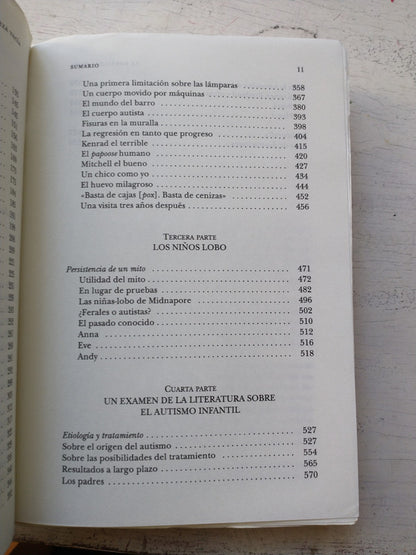 SUMARIO 11
Una primera limitación sobre las lámparas 358
Un cuerpo movido por máquinas 367
El mundo del barro 380
El cuerpo autista 393
Fisuras en la muralla 398
La regresión en tanto que progreso 404
Kenrad el terrible 415
El papoose humano 420
Mitchell el bueno 427
Un chico como yo 434
El huevo milagroso 444
«Basta de cajas [pox]. Basta de cenizas» 452
Una visita tres años después 456
TERCERA PARTE
LOS NIÑOS LOBO
Persistencia de un mito 471
Utilidad del mito 472
En lugar de pruebas 482
Las niñas-lobo de Midnapore 496
¿Ferales o autistas? 502
El pasado conocido 510
Anna 512
Eve 516
Andy 518
CUARTA PARTE
UN EXAMEN DE LA LITERATURA SOBRE
EL AUTISMO INFANTIL
Etiología y tratamiento 527
Sobre el origen del autismo 527
Sobre las posibilidades del tratamiento 554
Resultados a largo plazo 565
Los padres 570